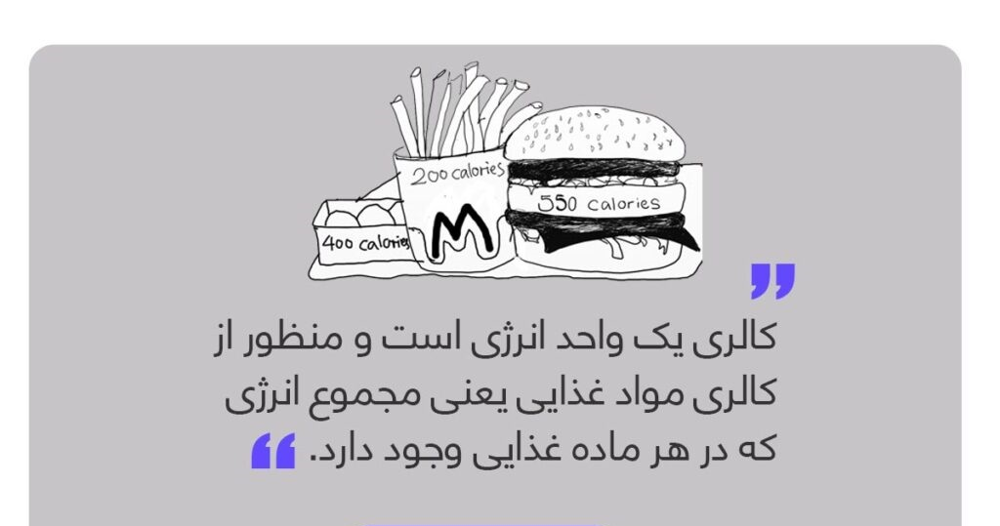 200 calories
550 calories
400 calories
M
”
کالری یک واحد انرژی است و منظور از
کالری مواد غذایی یعنی مجموع انرژی
که در هر ماده غذایی وجود دارد. “